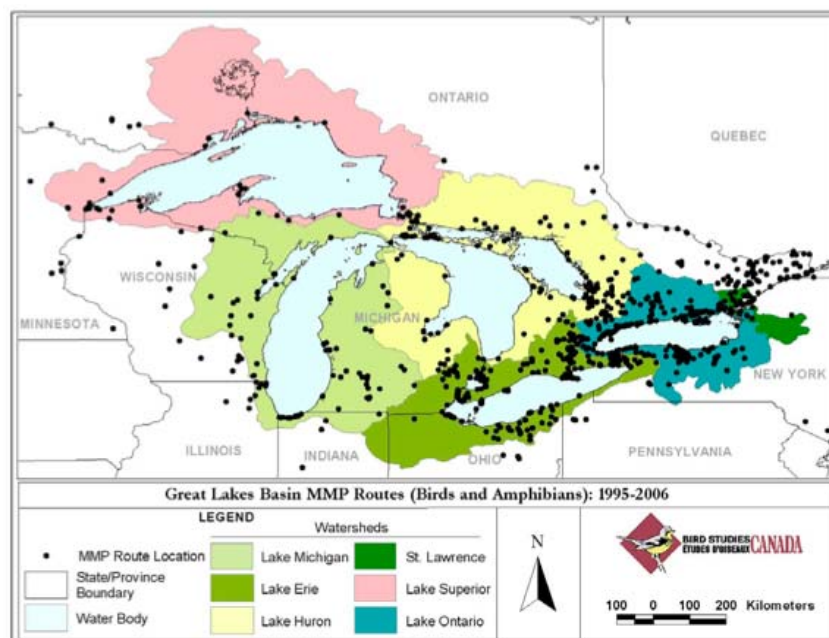 ONTARIO
QUEBEC
WISCONSIN
MINNESOTA
MICHIGAN
NEW YORK
ILLINOIS
INDIANA
OHIO
PENNSYLVANIA
Great Lakes Basin MMP Routes (Birds and Amphibians): 1995-2006
LEGEND
Watersheds
MMP Route Location
State/Province
Boundary
Water Body
Lake Michigan
Lake Erie
Lake Huron
St. Lawrence
Lake Superior
Lake Ontario
N
BIRD STUDIES
ÉTUDES D'OISEAUX CANADA
100 0 100 200 Kilometers